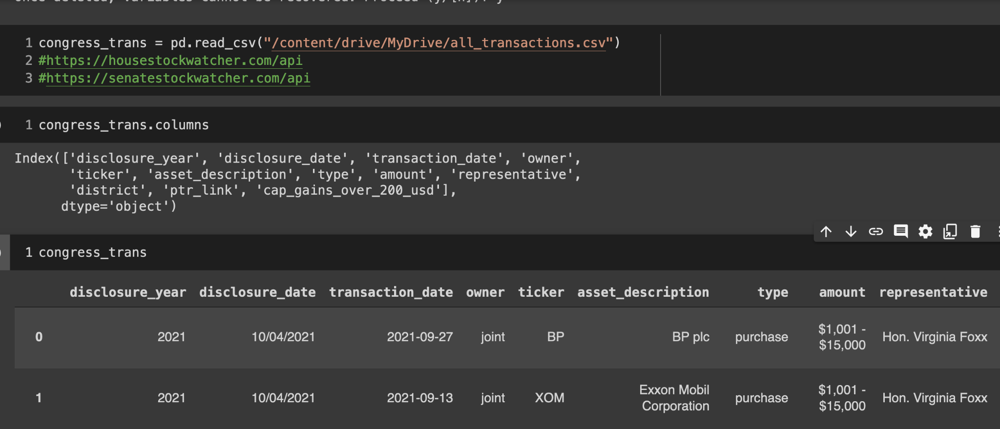 once deleted, variables cannot be recovered. Proceed (y/[n])? y
1 congress_trans = pd.read_csv("/content/drive/MyDrive/all_transactions.csv")
2 #https://housestockwatcher.com/api
3 #https://senatestockwatcher.com/api
1 congress_trans.columns
Index(['disclosure_year', 'disclosure_date', 'transaction_date', 'owner',
'ticker', 'asset_description', 'type', 'amount', 'representative',
'district', 'ptr_link', 'cap_gains_over_200_usd'],
dtype='object')
1 congress_trans
disclosure_year disclosure_date transaction_date owner ticker asset_description type amount representative
0 2021 10/04/2021 2021-09-27 joint BP BP plc purchase $1,001 - $15,000 Hon. Virginia Foxx
1 2021 10/04/2021 2021-09-13 joint XOM Exxon Mobil Corporation purchase $1,001 - $15,000 Hon. Virginia Foxx